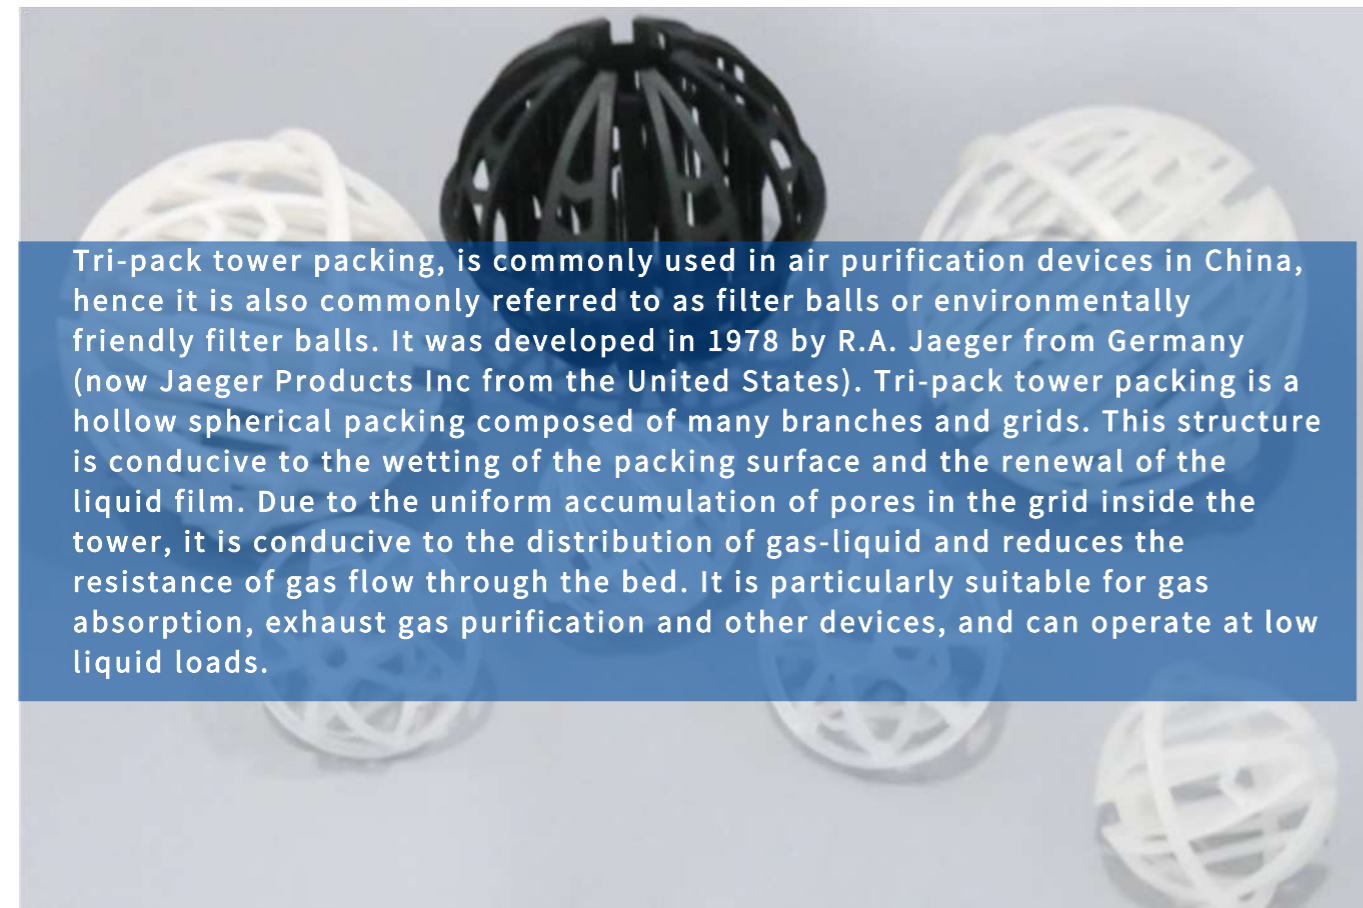 Tri-pack tower packing, is commonly used in air purification devices in China,
hence it is also commonly referred to as filter balls or environmentally
friendly filter balls. It was developed in 1978 by R.A. Jaeger from Germany
(now Jaeger Products Inc from the United States). Tri-pack tower packing is a
hollow spherical packing composed of many branches and grids. This structure
is conducive to the wetting of the packing surface and the renewal of the
liquid film. Due to the uniform accumulation of pores in the grid inside the
tower, it is conducive to the distribution of gas-liquid and reduces the
resistance of gas flow through the bed. It is particularly suitable for gas
absorption, exhaust gas purification and other devices, and can operate at low
liquid loads.